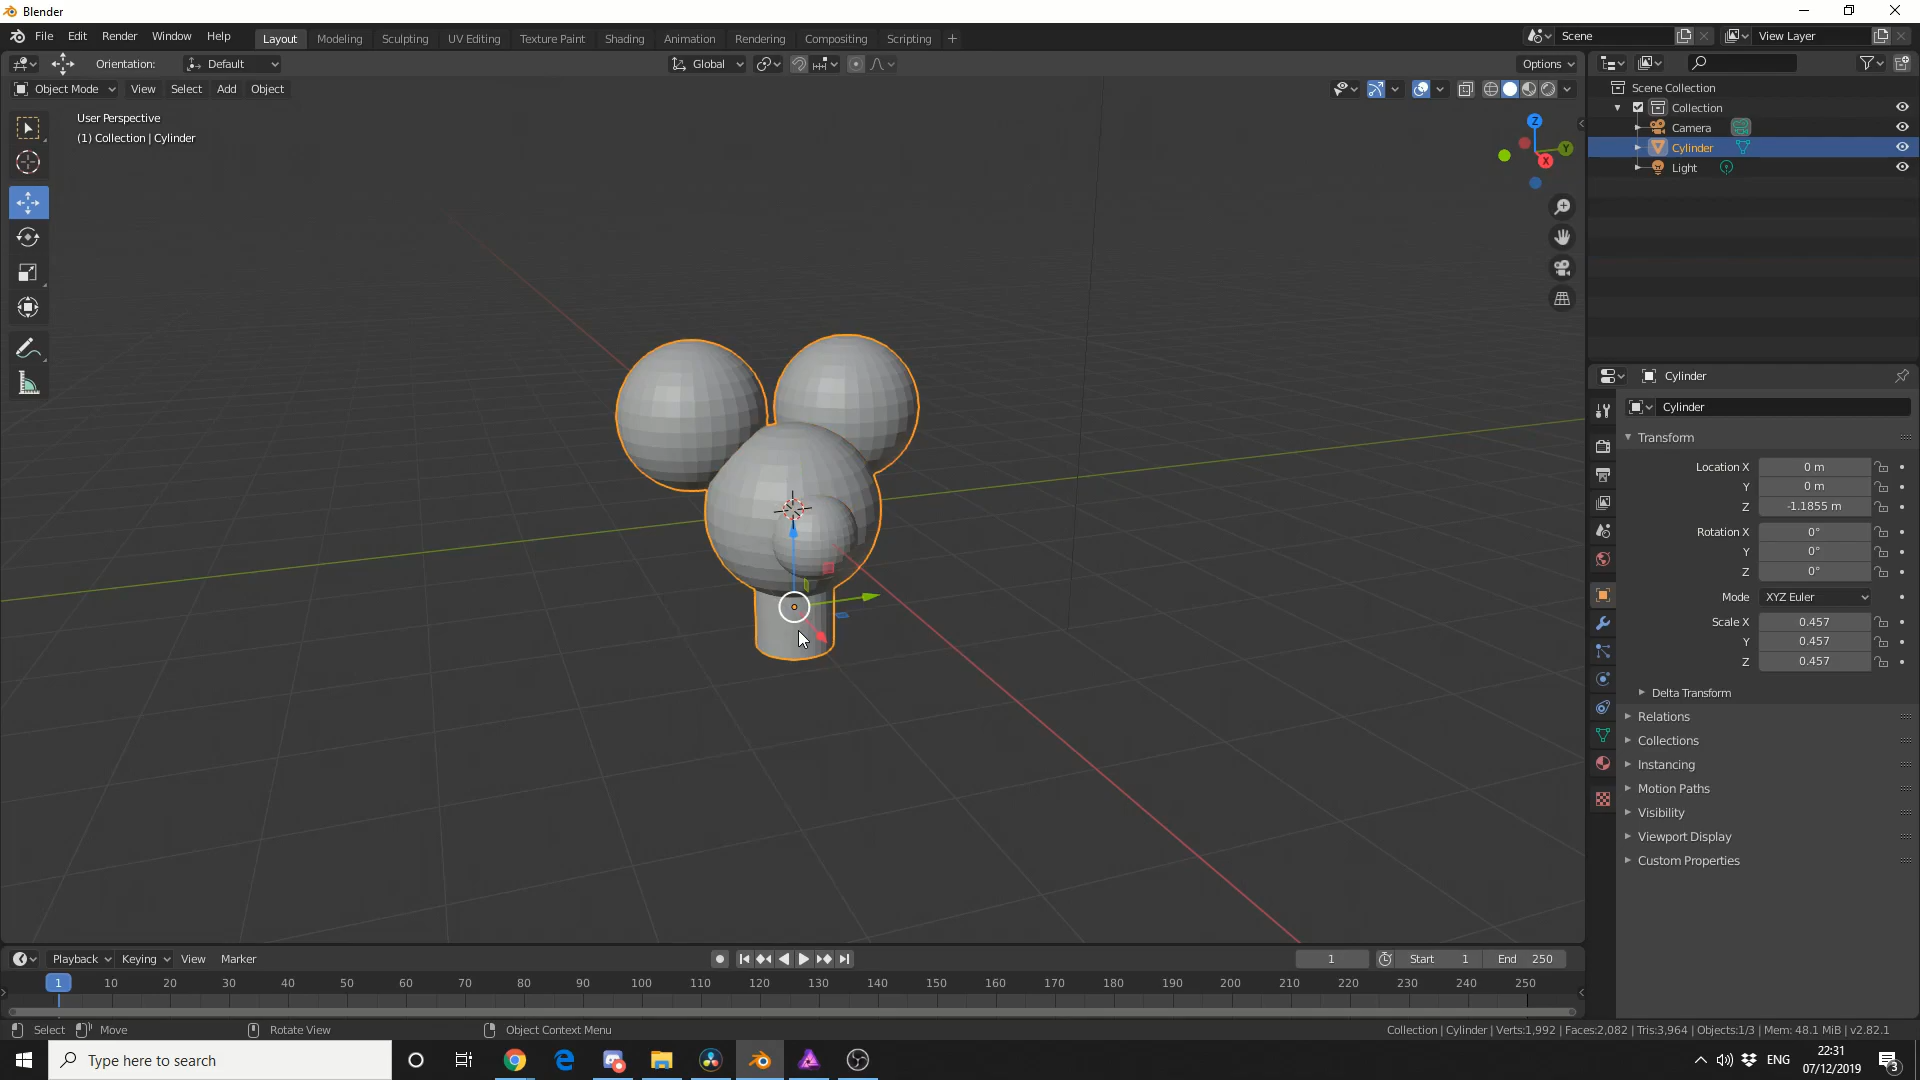 Blender
File Edit Render Window Help Layout Modeling Sculpting UV Editing Texture Paint Shading Animation Rendering Compositing Scripting + Scene View Layer
Orientation: Default Global Options
Object Mode View Select Add Object
User Perspective
(1) Collection | Cylinder
Z
Y
X
Scene Collection
Collection
Camera
Cylinder
Light
Cylinder
Cylinder
Transform
Location X 0 m
Y 0 m
Z -1.1855 m
Rotation X 0°
Y 0°
Z 0°
Mode XYZ Euler
Scale X 0.457
Y 0.457
Z 0.457
Delta Transform
Relations
Collections
Instancing
Motion Paths
Visibility
Viewport Display
Custom Properties
Playback Keying View Marker 1 Start 1 End 250
1 10 20 30 40 50 60 70 80 90 100 110 120 130 140 150 160 170 180 190 200 210 220 230 240 250
Select Move Rotate View Object Context Menu Collection | Cylinder | Verts:1,992 | Faces:2,082 | Tris:3,964 | Objects:1/3 | Mem: 48.1 MiB | v2.82.1
Type here to search ENG 22:31
07/12/2019 3